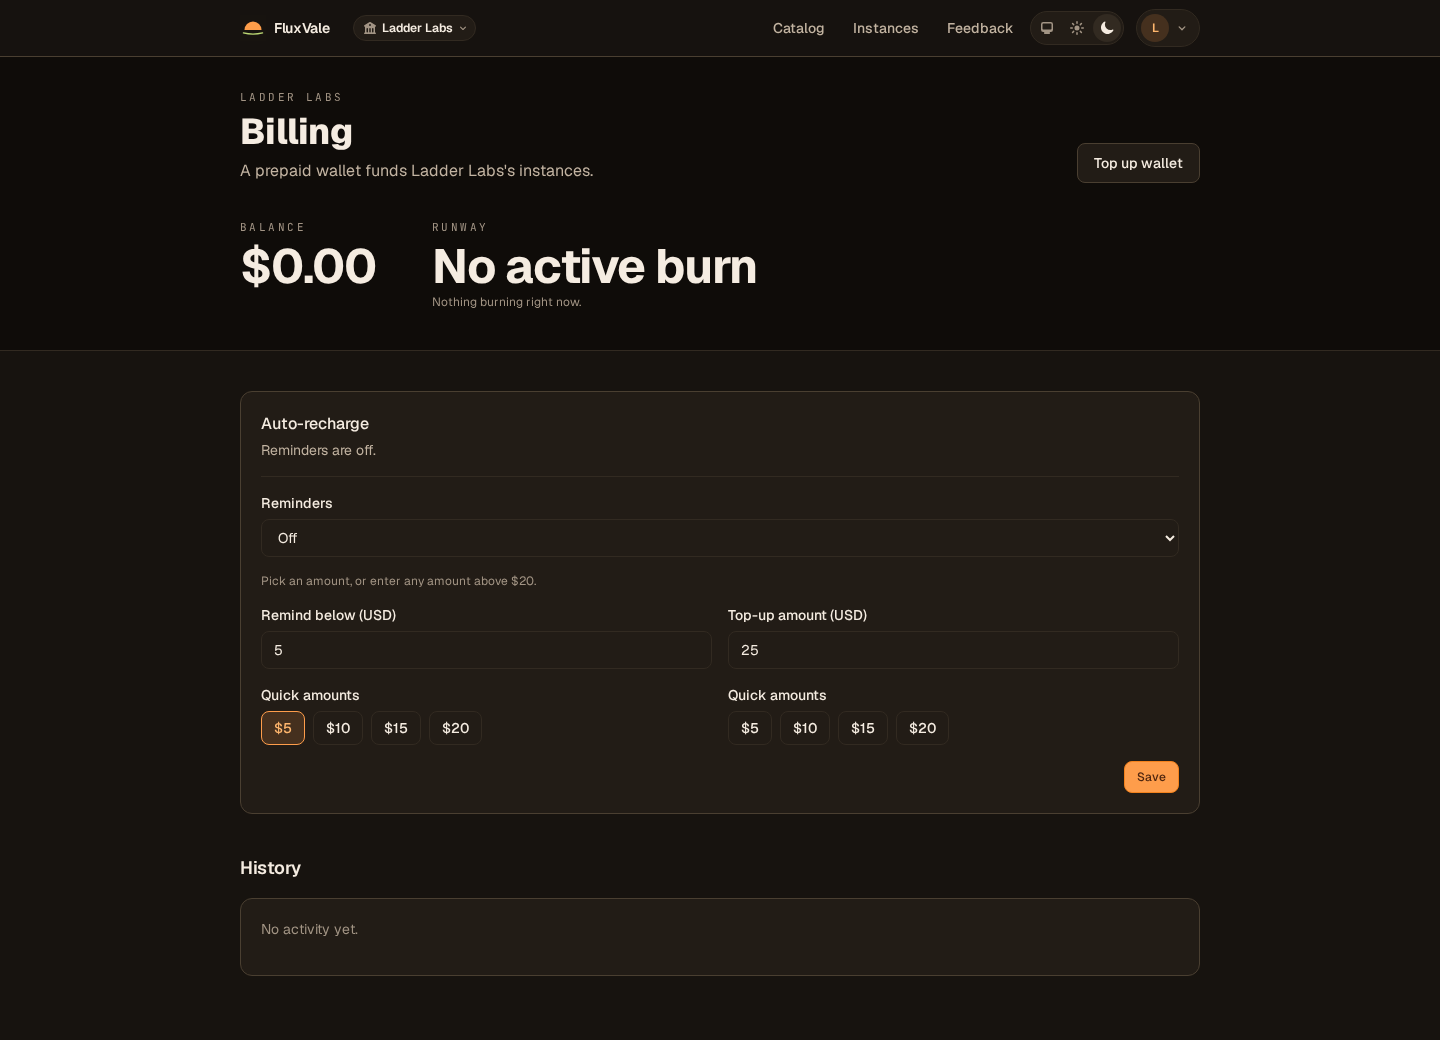 FluxVale
Ladder Labs
Catalog
Instances
Feedback
L
LADDER LABS
Billing
A prepaid wallet funds Ladder Labs's instances.
Top up wallet
BALANCE
RUNWAY
$0.00
No active burn
Nothing burning right now.
Auto-recharge
Reminders are off.
Reminders
Off
Pick an amount, or enter any amount above $20.
Remind below (USD)
Top-up amount (USD)
5
25
Quick amounts
Quick amounts
$5 $10 $15 $20
$5 $10 $15 $20
Save
History
No activity yet.